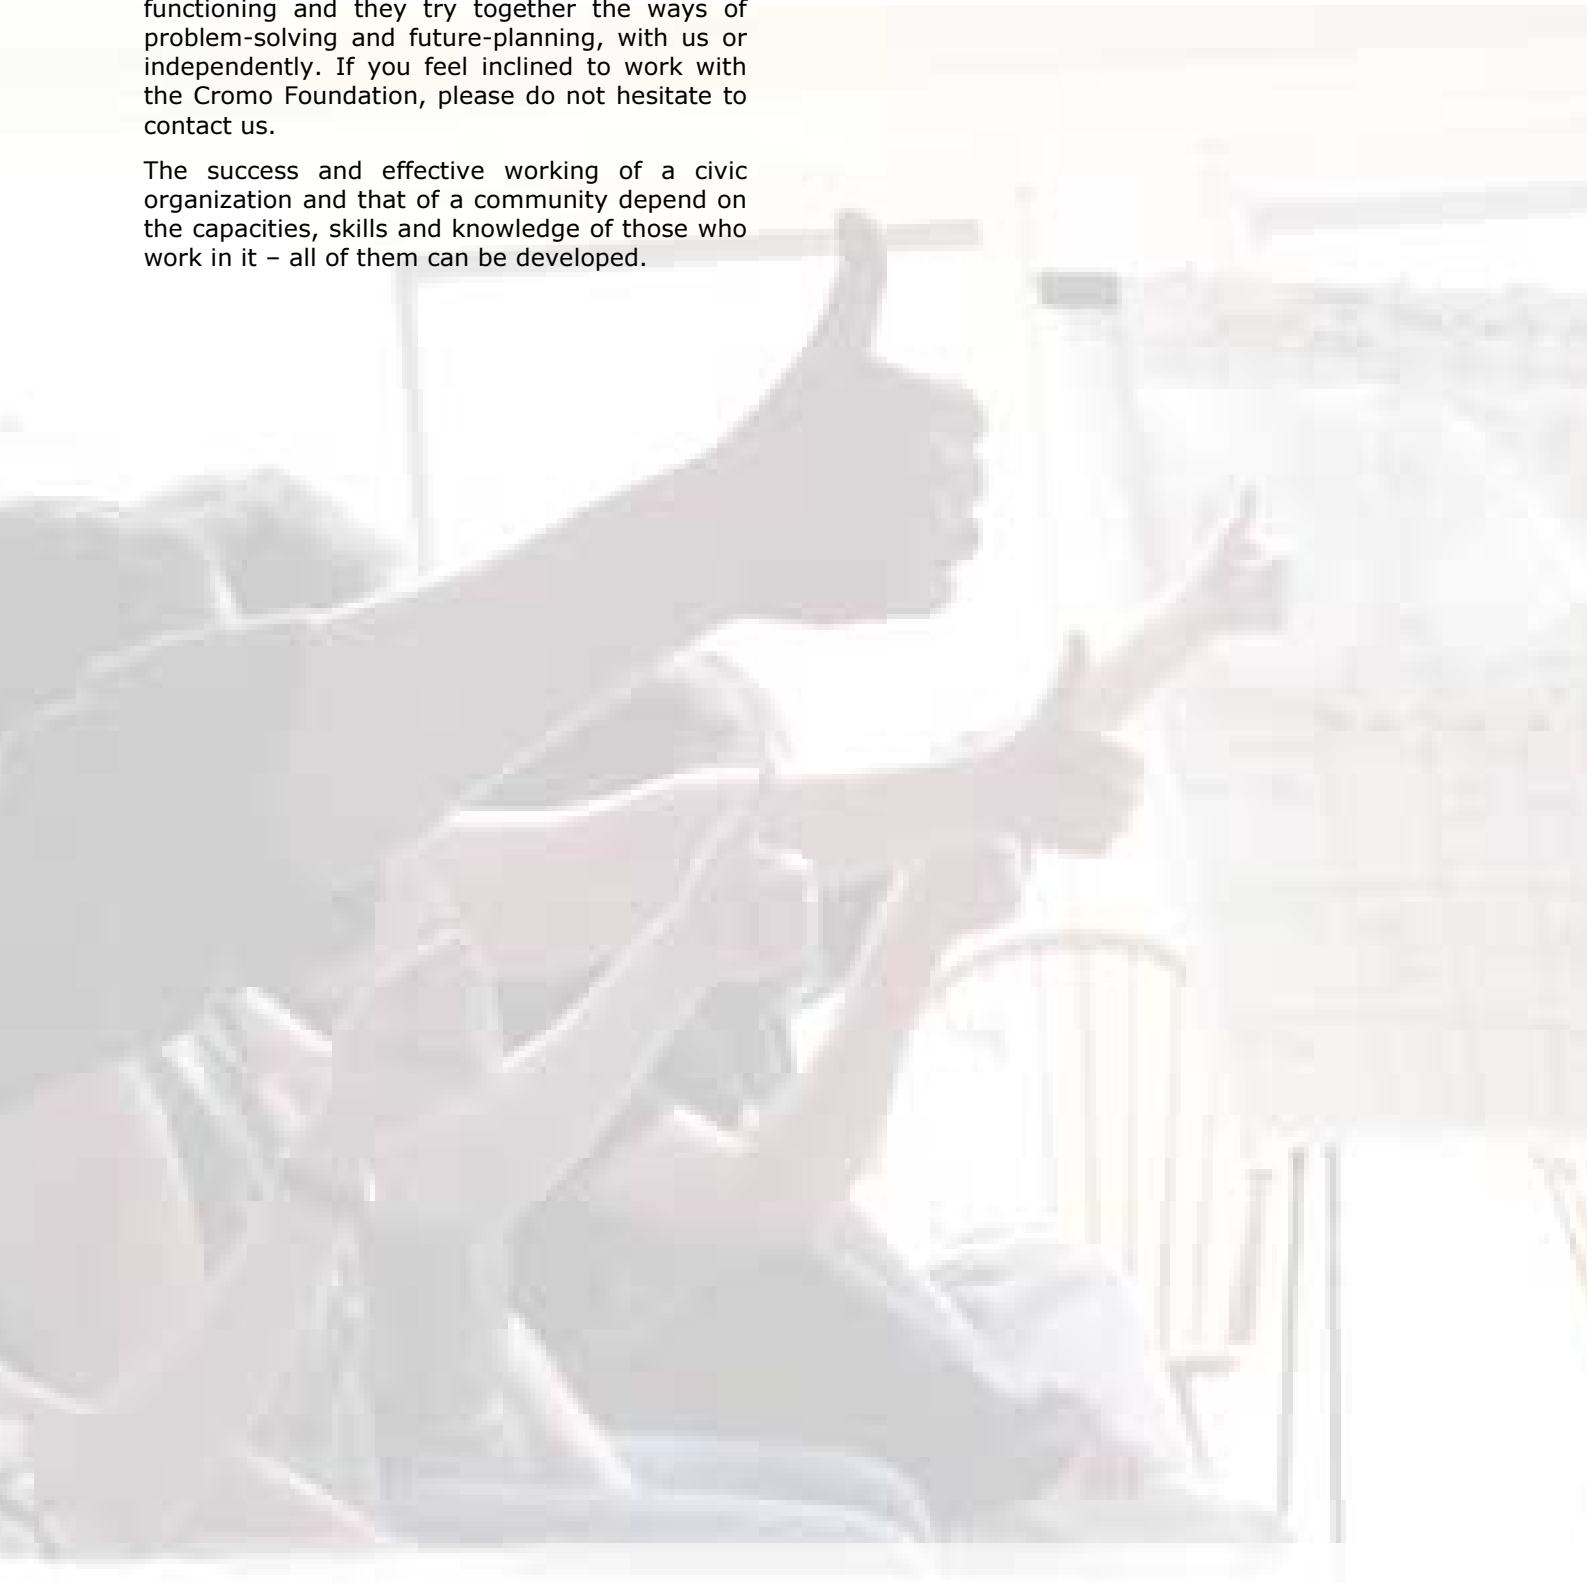 functioning and they try together the ways of
problem-solving and future-planning, with us or
independently. If you feel inclined to work with
the Cromo Foundation, please do not hesitate to
contact us.
The success and effective working of a civic
organization and that of a community depend on
the capacities, skills and knowledge of those who
work in it – all of them can be developed.